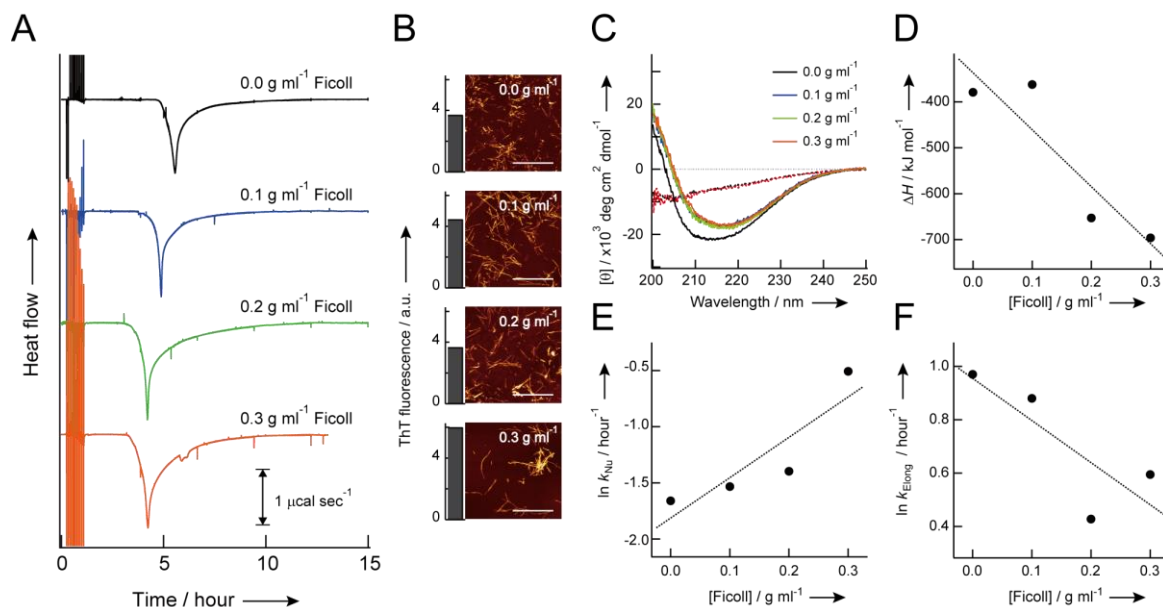 A
Heat flow
0.0 g ml⁻¹ Ficoll
0.1 g ml⁻¹ Ficoll
0.2 g ml⁻¹ Ficoll
0.3 g ml⁻¹ Ficoll
1 μcal sec⁻¹
0 5 10 15
Time / hour
B
ThT fluorescence / a.u.
4
2
0
0.0 g ml⁻¹
4
2
0
0.1 g ml⁻¹
4
2
0
0.2 g ml⁻¹
4
2
0
0.3 g ml⁻¹
C
[θ] / x10³ deg cm² dmol⁻¹
40
20
0
-20
0.0 g ml⁻¹
0.1 g ml⁻¹
0.2 g ml⁻¹
0.3 g ml⁻¹
200 210 220 230 240 250
Wavelength / nm
D
ΔH / kJ mol⁻¹
-400
-500
-600
-700
0.0 0.1 0.2 0.3
[Ficoll] / g ml⁻¹
E
ln kNu / hour⁻¹
-0.5
-1.0
-1.5
-2.0
0.0 0.1 0.2 0.3
[Ficoll] / g ml⁻¹
F
ln kElong / hour⁻¹
1.0
0.8
0.6
0.4
0.0 0.1 0.2 0.3
[Ficoll] / g ml⁻¹